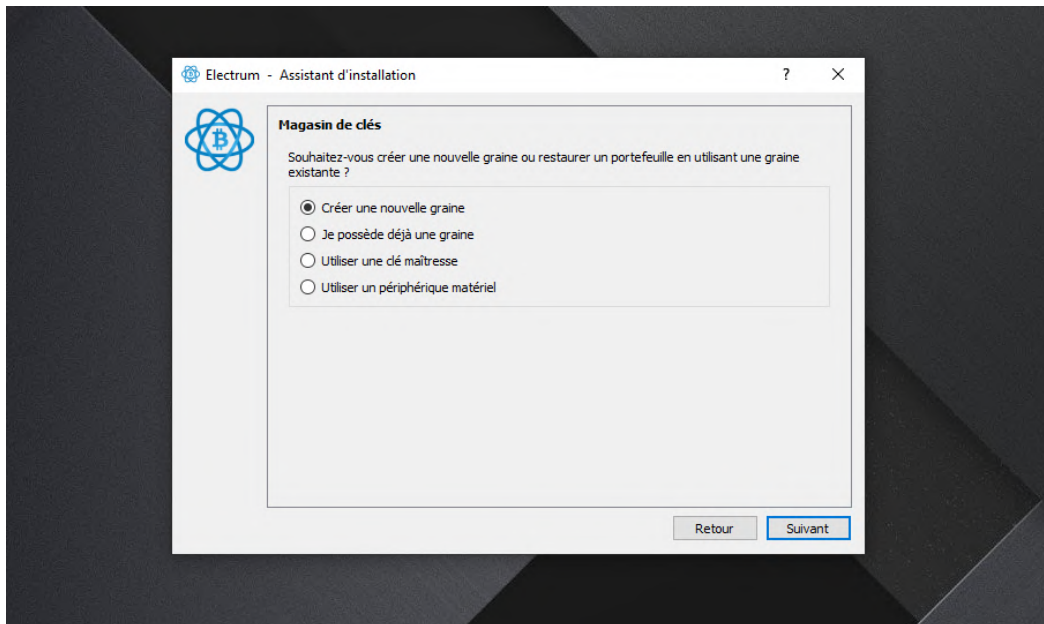 Electrum - Assistant d'installation
Magasin de clés
Souhaitez-vous créer une nouvelle graine ou restaurer un portefeuille en utilisant une graine
existante ?
Créer une nouvelle graine
Je possède déjà une graine
Utiliser une clé maîtresse
Utiliser un périphérique matériel
Retour Suivant